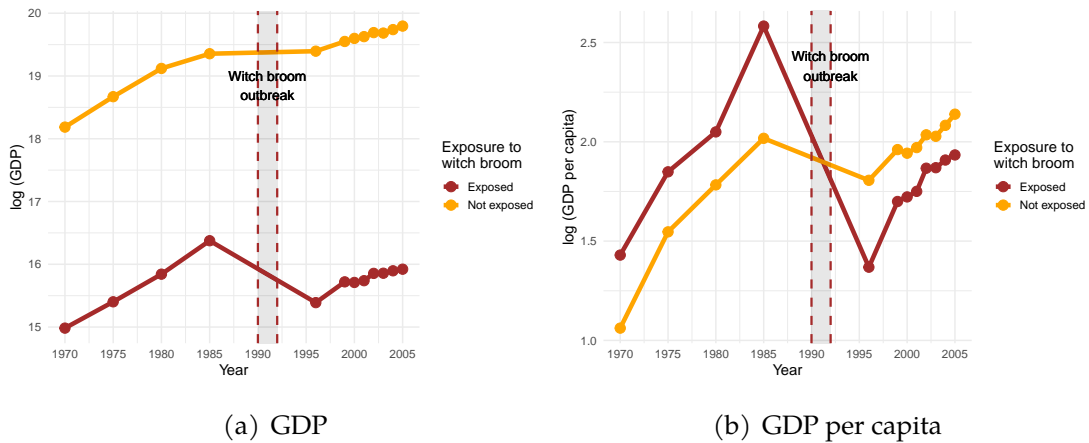 20
19
18
17
16
15
log (GDP)
1970 1975 1980 1985 1990 1995 2000 2005
Year
Witch broom
outbreak
Exposure to
witch broom
Exposed
Not exposed
(a) GDP
2.5
2.0
1.5
1.0
log (GDP per capita)
1970 1975 1980 1985 1990 1995 2000 2005
Year
Witch broom
outbreak
Exposure to
witch broom
Exposed
Not exposed
(b) GDP per capita